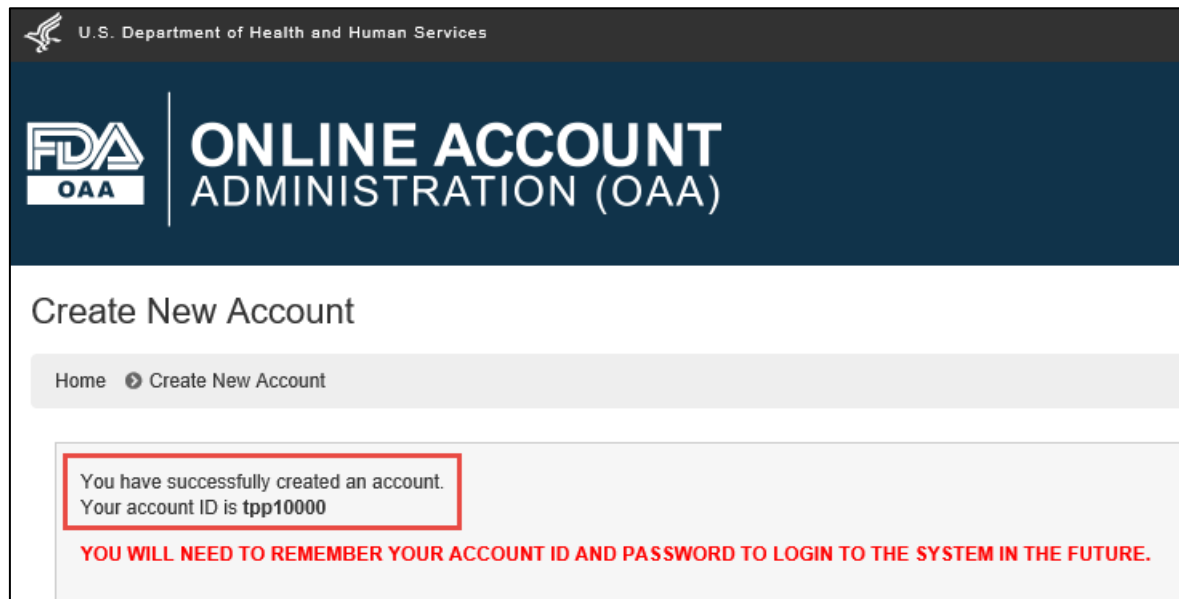 U.S. Department of Health and Human Services
FDA
OAA
ONLINE ACCOUNT
ADMINISTRATION (OAA)
Create New Account
Home Create New Account
You have successfully created an account.
Your account ID is tpp10000
YOU WILL NEED TO REMEMBER YOUR ACCOUNT ID AND PASSWORD TO LOGIN TO THE SYSTEM IN THE FUTURE.